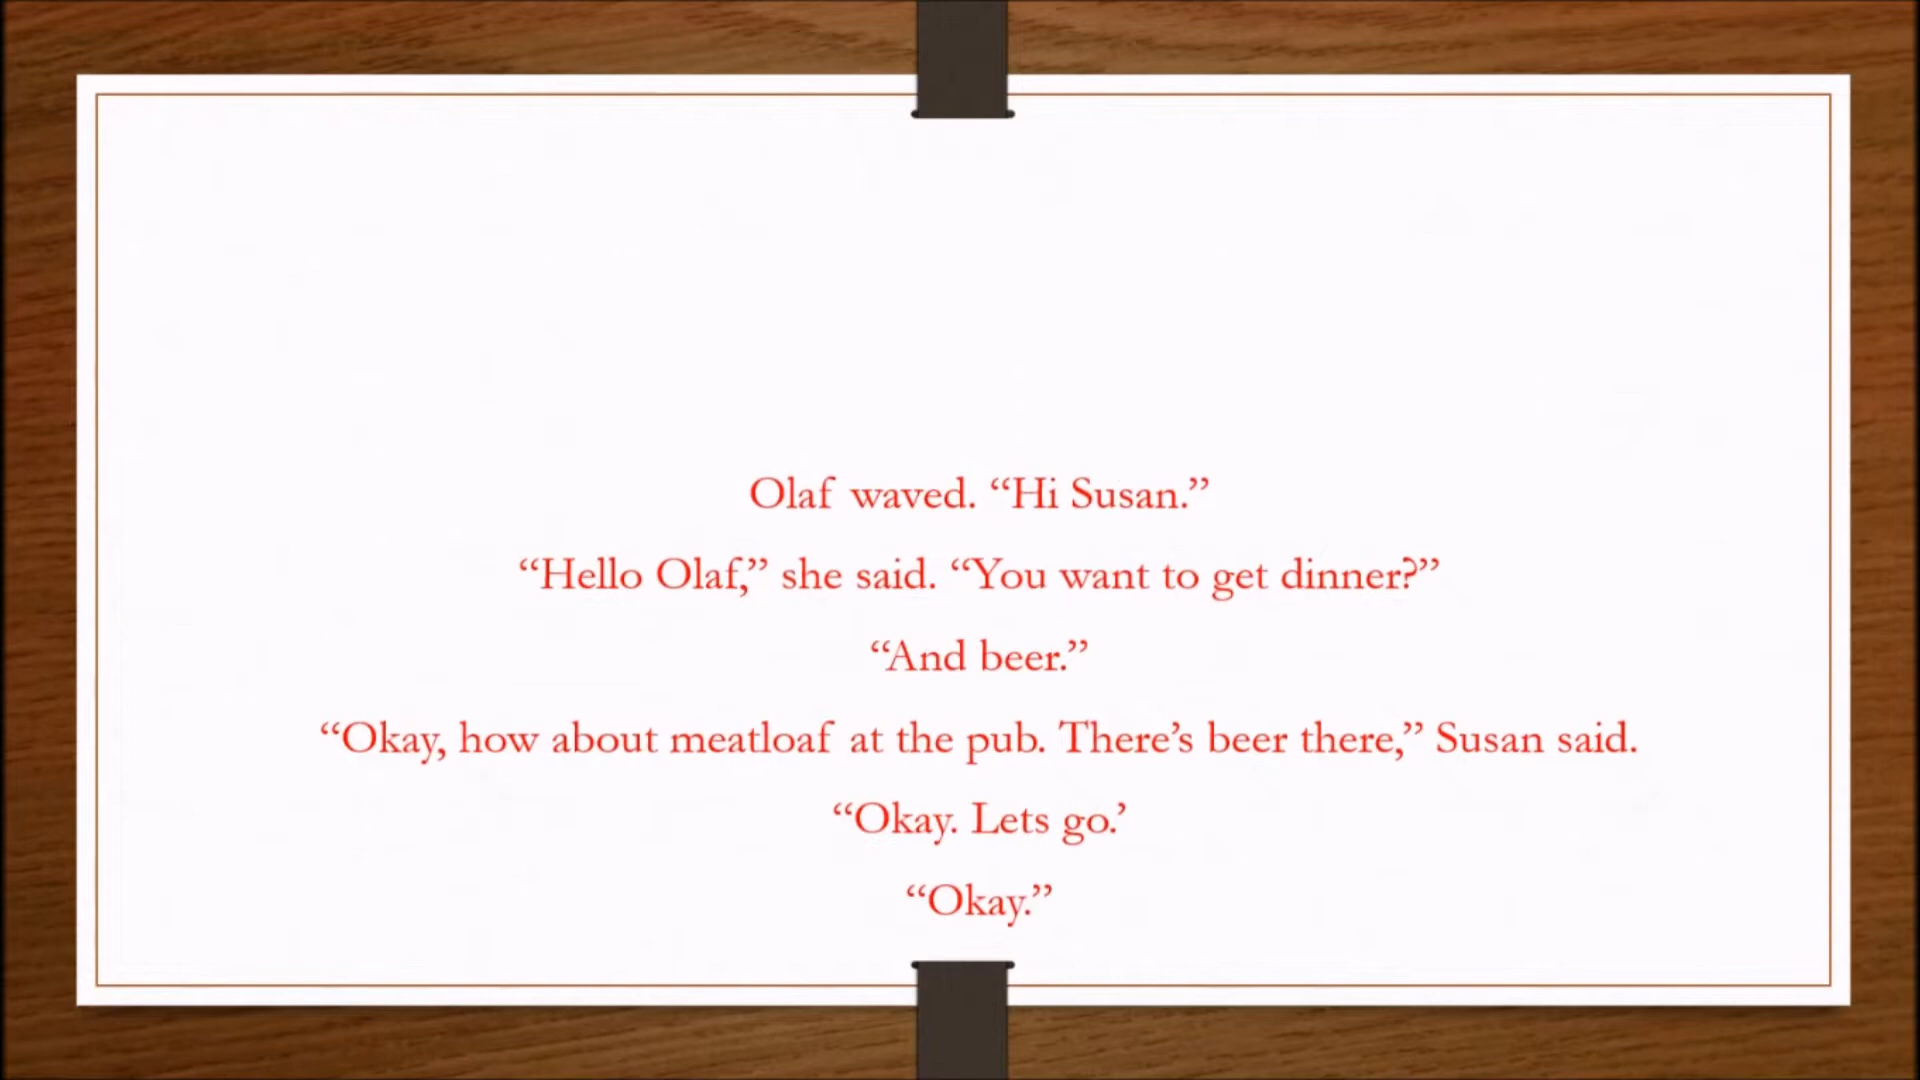 Olaf waved. “Hi Susan.”
“Hello Olaf,” she said. “You want to get dinner?”
“And beer.”
“Okay, how about meatloaf at the pub. There’s beer there,” Susan said.
“Okay. Lets go.’
“Okay.”